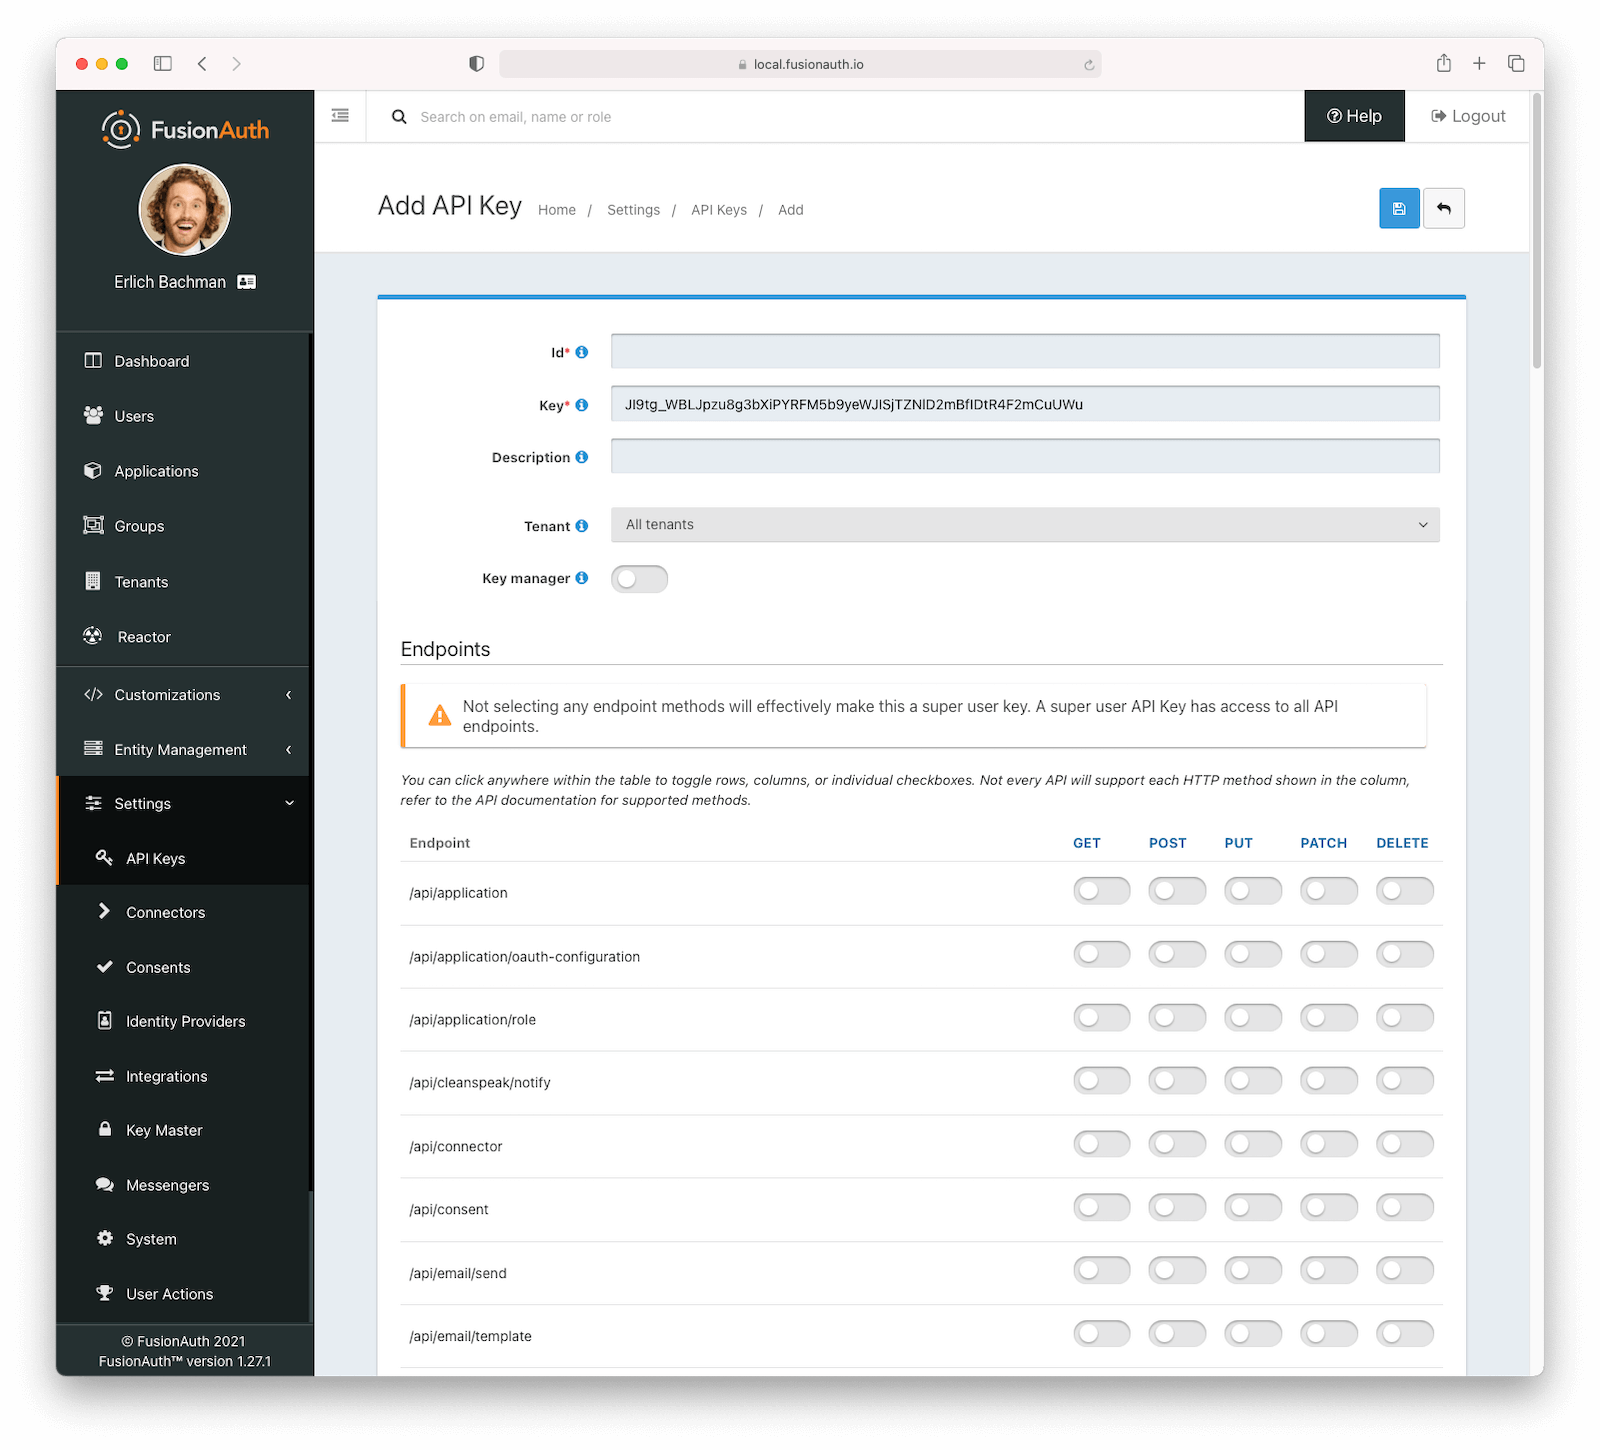 local.fusionauth.io
FusionAuth
Erlich Bachman
Dashboard
Users
Applications
Groups
Tenants
Reactor
Customizations
Entity Management
Settings
API Keys
Connectors
Consents
Identity Providers
Integrations
Key Master
Messengers
System
User Actions
© FusionAuth 2021
FusionAuth™ version 1.27.1
Search on email, name or role
Help
Logout
Add API Key
Home / Settings / API Keys / Add
Id*
Key* JI9tg_WBLJpzu8g3bXiPYRFM5b9yeWJISjTZNID2mBfIDtR4F2mCuUWu
Description
Tenant All tenants
Key manager
Endpoints
Not selecting any endpoint methods will effectively make this a super user key. A super user API Key has access to all API
endpoints.
You can click anywhere within the table to toggle rows, columns, or individual checkboxes. Not every API will support each HTTP method shown in the column,
refer to the API documentation for supported methods.
Endpoint GET POST PUT PATCH DELETE
/api/application
/api/application/oauth-configuration
/api/application/role
/api/cleanspeak/notify
/api/connector
/api/consent
/api/email/send
/api/email/template